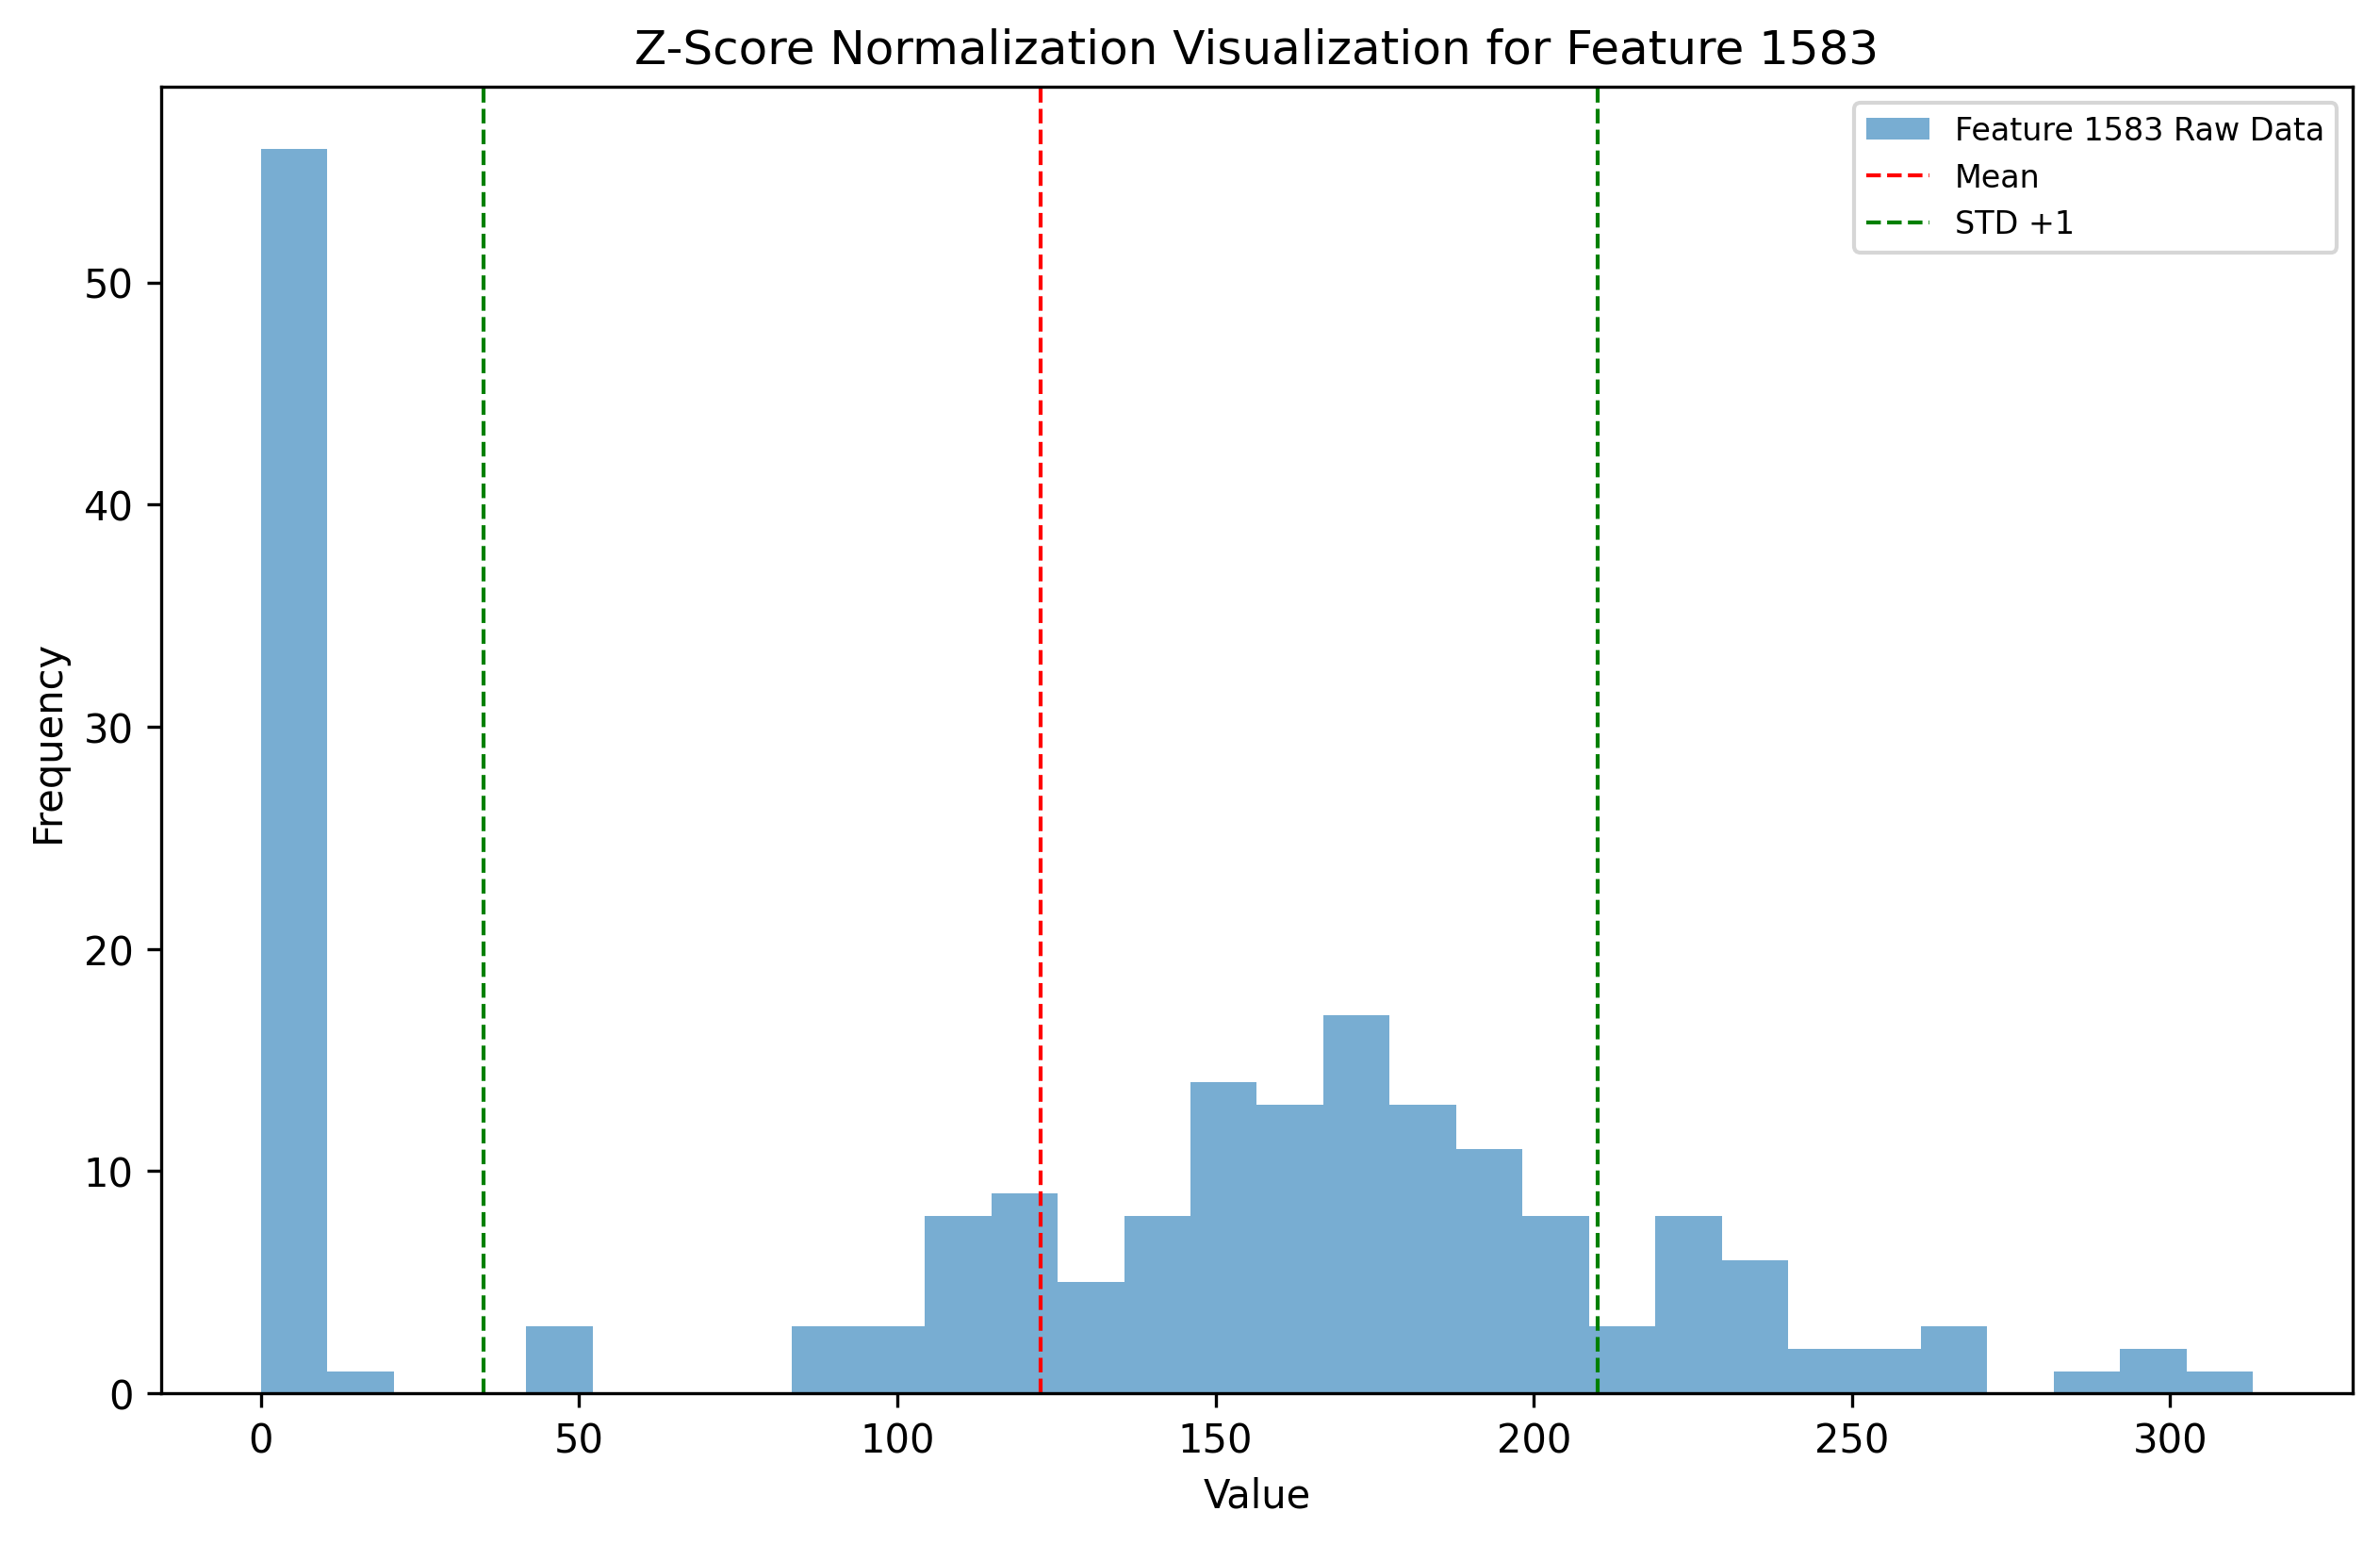 Z-Score Normalization Visualization for Feature 1583
Feature 1583 Raw Data
Mean
STD +1
50
40
30
20
10
0
Frequency
0 50 100 150 200 250 300
Value